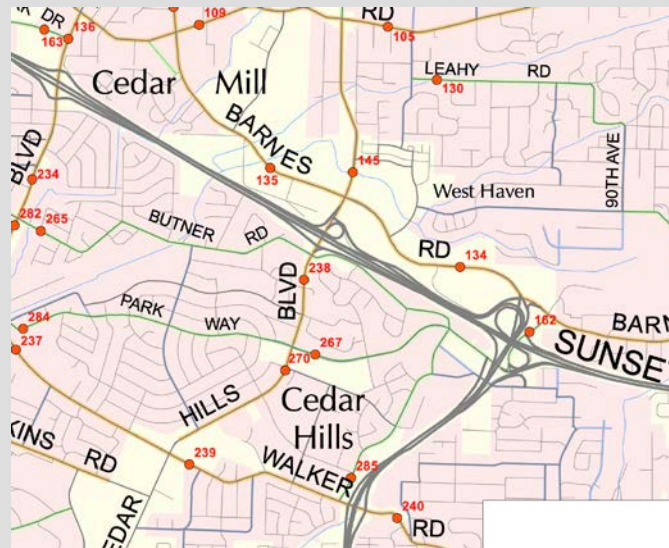 DR
136
163
109
RD
105
LEAHY RD
130
Cedar Mill
BARNES
135
145
90TH AVE
West Haven
BLVD
234
282
265
BUTNER RD
RD
134
238
BLVD
PARK WAY
284
237
267
270
162
BARN
SUNSE
HILLS
Cedar
Hills
KINS RD
239
WALKER
285
240
RD
EDAR